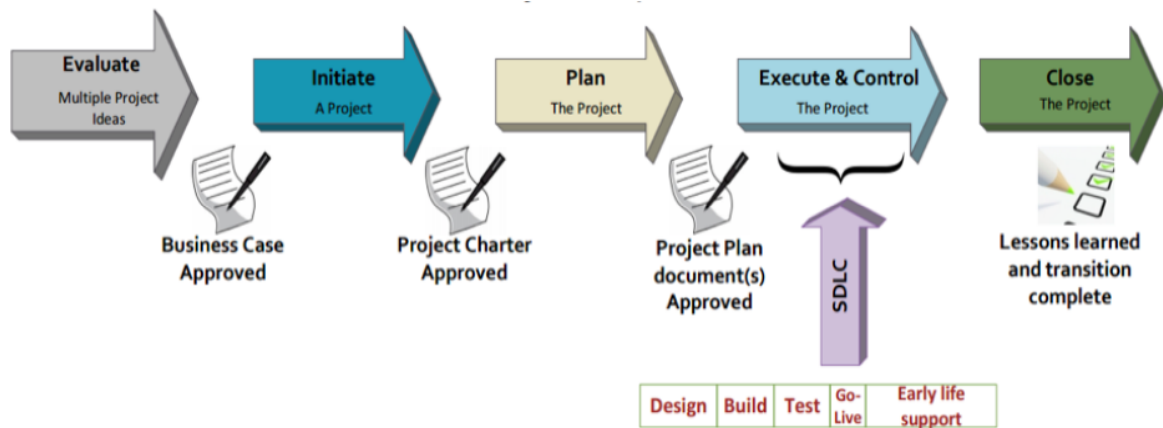 Evaluate
Multiple Project
Ideas
Initiate
A Project
Plan
The Project
Execute & Control
The Project
Close
The Project
Business Case
Approved
Project Charter
Approved
Project Plan
document(s)
Approved
SDLC
Lessons learned
and transition
complete
Design
Build
Test
Go-
Live
Early life
support